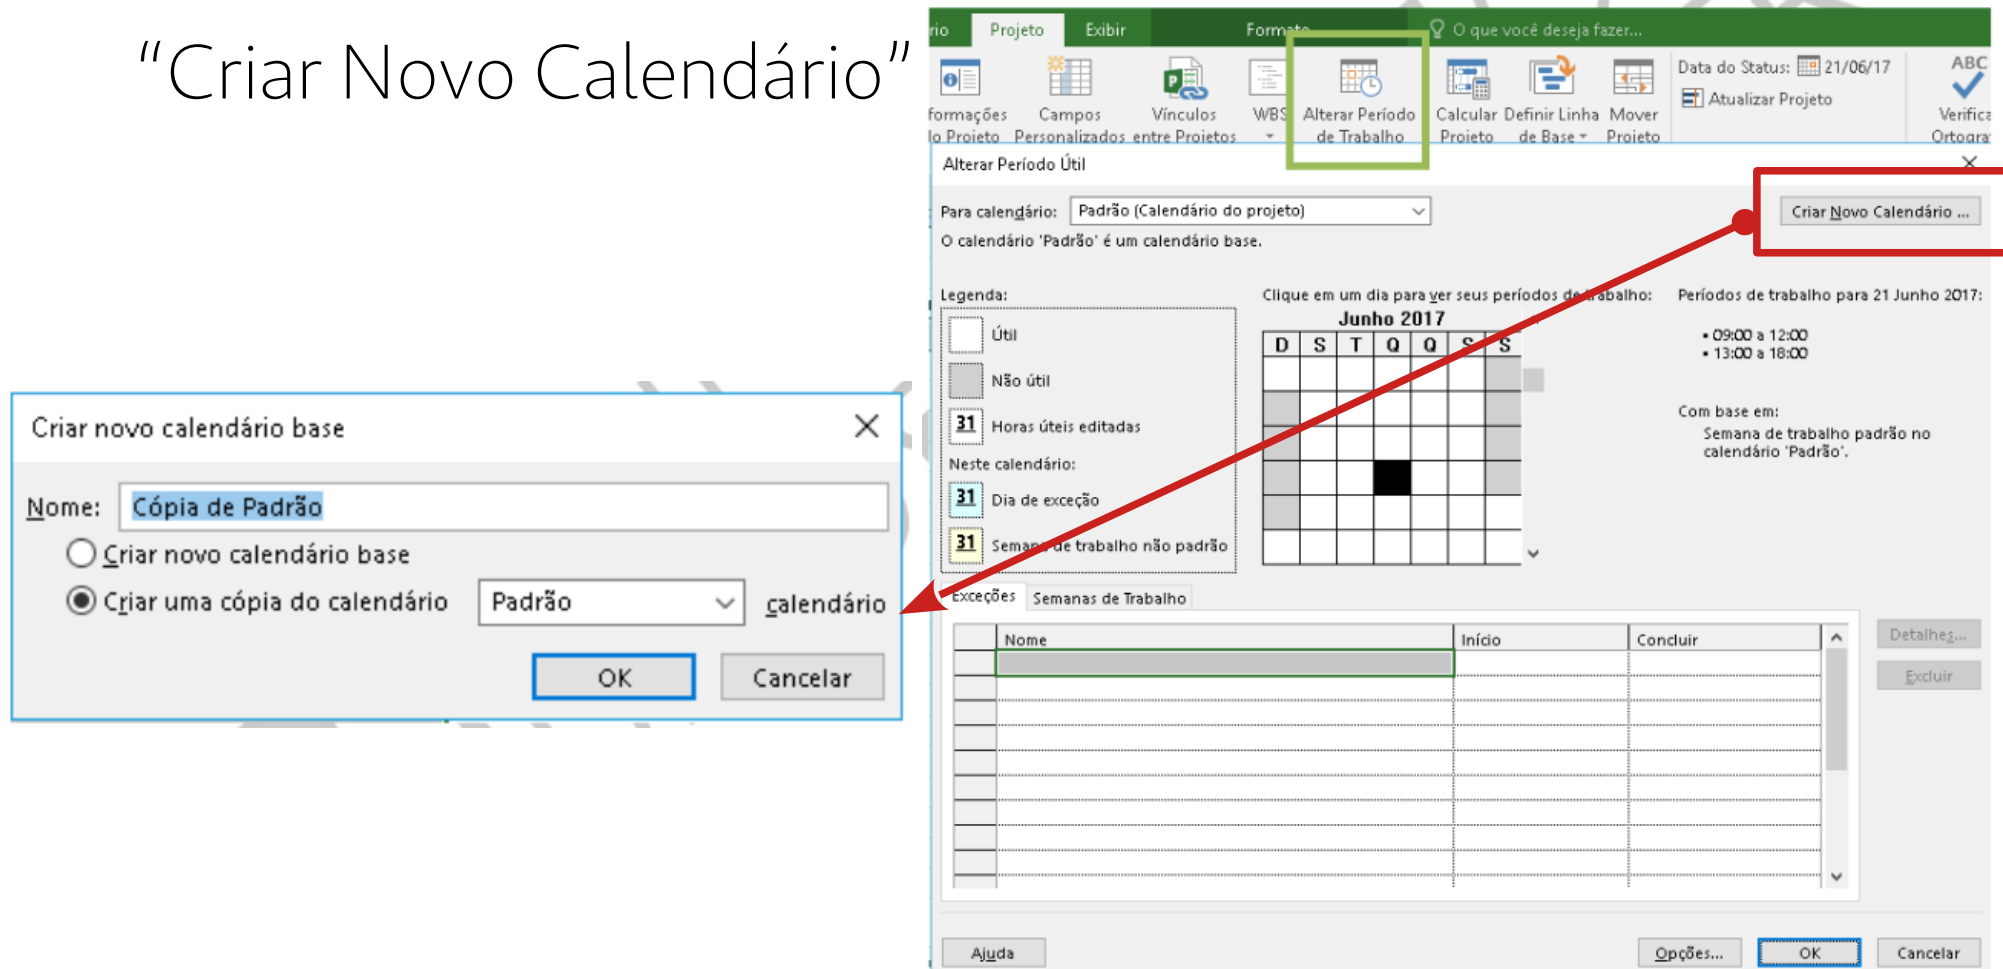 “Criar Novo Calendário”
Projeto Exibir Formato O que você deseja fazer...
Data do Status: 21/06/17
Atualizar Projeto
Campos Personalizados
Vínculos entre Projetos
WBS
Alterar Período de Trabalho
Calcular Projeto
Definir Linha de Base
Mover Projeto
ABC
Alterar Período Útil
Para calendário: Padrão (Calendário do projeto)
Criar Novo Calendário ...
O calendário 'Padrão' é um calendário base.
Legenda:
Útil
Não útil
31 Horas úteis editadas
Neste calendário:
31 Dia de exceção
31 Semana de trabalho não padrão
Clique em um dia para ver seus períodos de trabalho:
Junho 2017
D S T Q Q S S
Períodos de trabalho para 21 Junho 2017:
• 09:00 a 12:00
• 13:00 a 18:00
Com base em:
Semana de trabalho padrão no
calendário 'Padrão'.
Exceções Semanas de Trabalho
Nome Início Concluir
Detalhes...
Excluir
Ajuda Opções... OK Cancelar
Criar novo calendário base
Nome: Cópia de Padrão
Criar novo calendário base
Criar uma cópia do calendário Padrão calendário
OK Cancelar